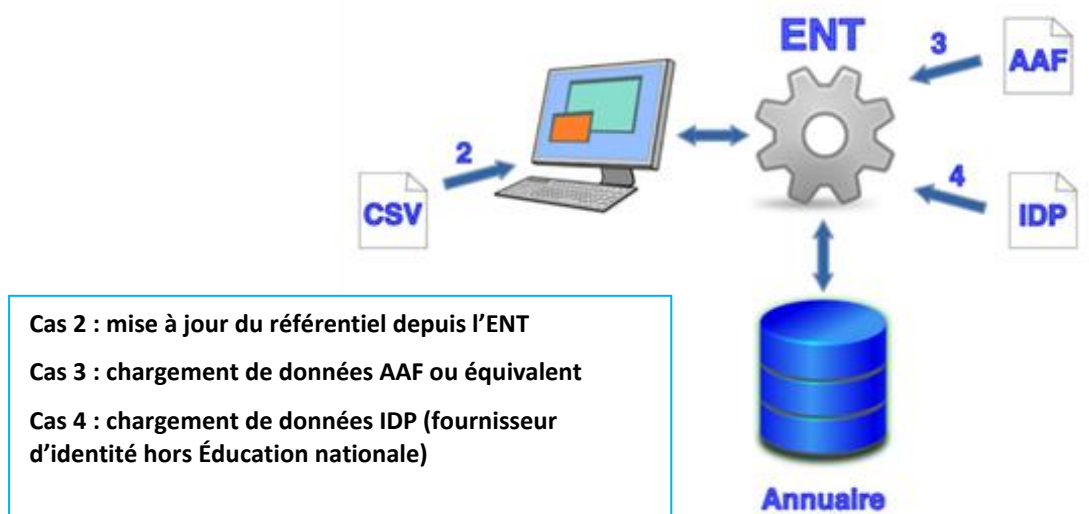 ENT
3
AAF
2
CSV
4
IDP
Cas 2 : mise à jour du référentiel depuis l’ENT
Cas 3 : chargement de données AAF ou équivalent
Cas 4 : chargement de données IDP (fournisseur
d’identité hors Éducation nationale)
Annuaire